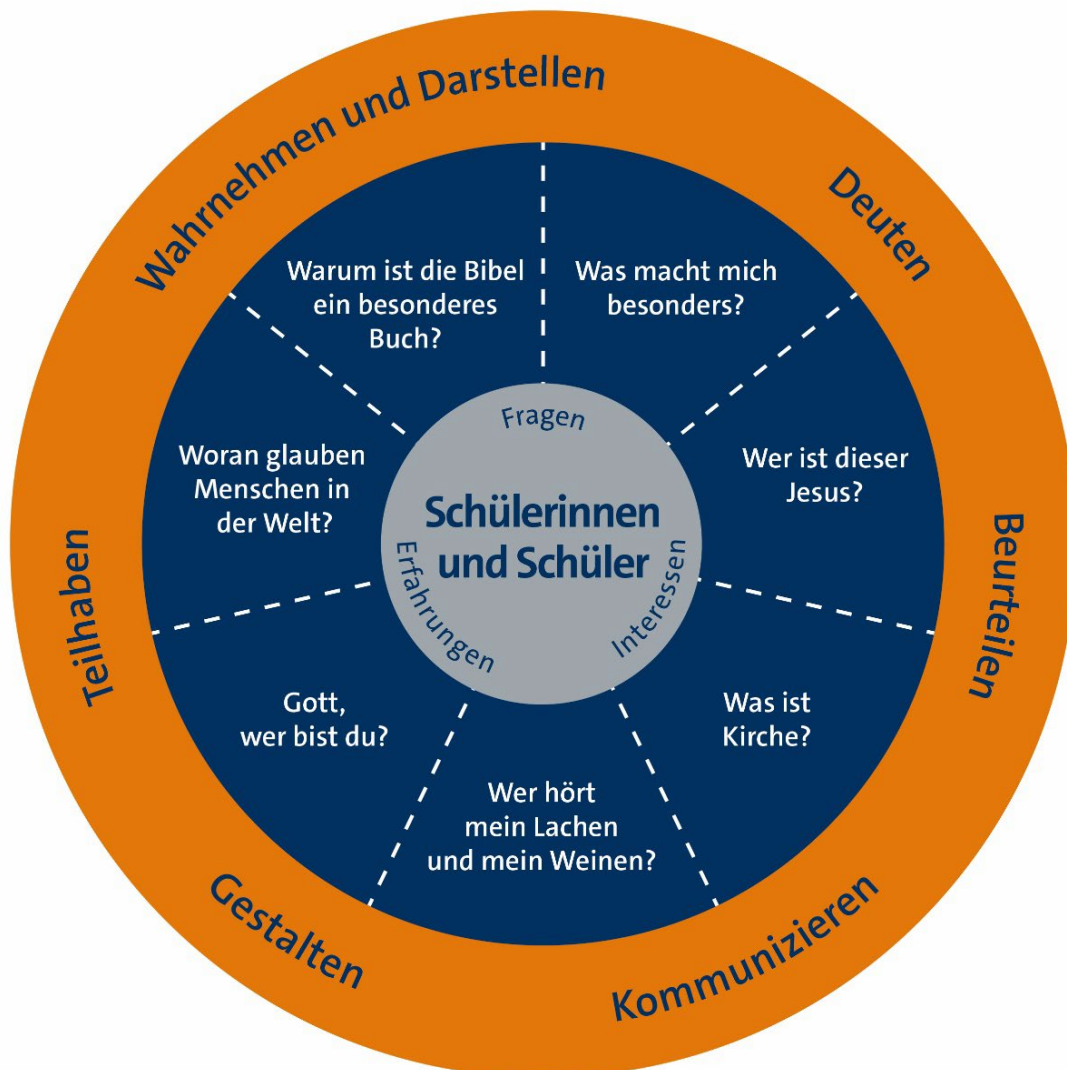 Wahrnehmen und Darstellen
Deuten
Beurteilen
Kommunizieren
Gestalten
Teilhaben
Warum ist die Bibel
ein besonderes
Buch?
Was macht mich
besonders?
Wer ist dieser
Jesus?
Was ist
Kirche?
Wer hört
mein Lachen
und mein Weinen?
Gott,
wer bist du?
Woran glauben
Menschen in
der Welt?
Fragen
Schülerinnen
und Schüler
Erfahrungen
Interessen